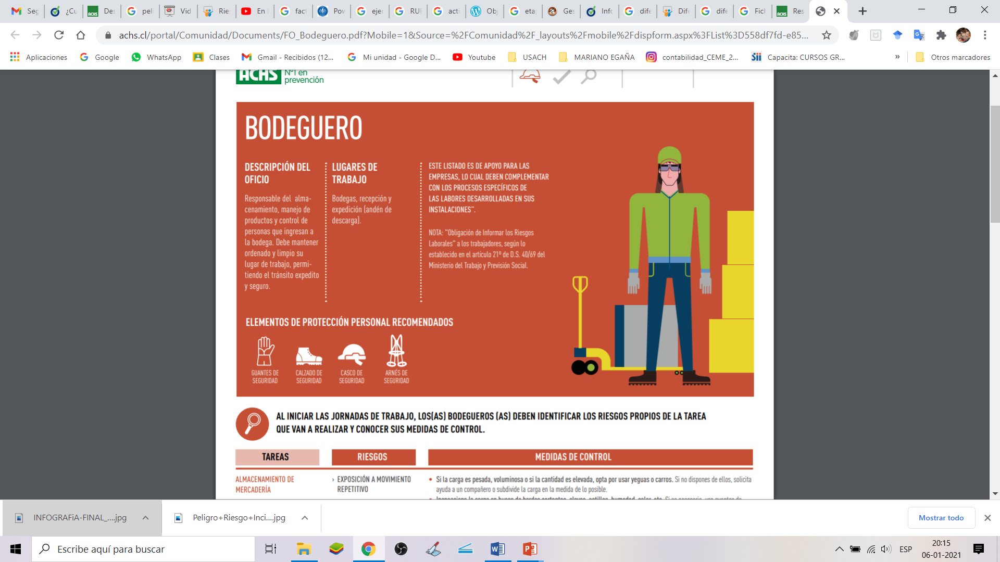 Seg
¿Cu
Des
peli
Vid
Ries
En
fact
Pov
ejer
RUI
acti
Obj
etap
Ges
Info
dife
Dife
dife
Fich
Res
achs.cl/portal/Comunidad/Documents/FO_Bodeguero.pdf?Mobile=1&Source=%2FComunidad%2F_layouts%2Fmobile%2Fdispform.aspx%3FList%3D558df7fd-e85...
Aplicaciones
Google
WhatsApp
Clases
Gmail - Recibidos (12...
Mi unidad - Google D...
Youtube
USACH
MARIANO EGAÑA
contabilidad_CEME_2...
Sii
Capacita: CURSOS GR...
»
Otros marcadores
ACHS
Nº1 en
prevención
BODEGUERO
DESCRIPCIÓN DEL
OFICIO
Responsable del alma-
cenamiento, manejo de
productos y control de
personas que ingresan a
la bodega. Debe mantener
ordenado y limpio su
lugar de trabajo, permi-
tiendo el tránsito expedito
y seguro.
LUGARES DE
TRABAJO
Bodegas, recepción y
expedición (andén de
descarga).
ESTE LISTADO ES DE APOYO PARA LAS
EMPRESAS, LO CUAL DEBEN COMPLEMENTAR
CON LOS PROCESOS ESPECÍFICOS DE
LAS LABORES DESARROLLADAS EN SUS
INSTALACIONES”.
NOTA: “Obligación de Informar los Riesgos
Laborales” a los trabajadores, según lo
establecido en el artículo 21º de D.S. 40/69 del
Ministerio del Trabajo y Previsión Social.
ELEMENTOS DE PROTECCIÓN PERSONAL RECOMENDADOS
GUANTES DE
SEGURIDAD
CALZADO DE
SEGURIDAD
CASCO DE
SEGURIDAD
ARNÉS DE
SEGURIDAD
AL INICIAR LAS JORNADAS DE TRABAJO, LOS(AS) BODEGUEROS (AS) DEBEN IDENTIFICAR LOS RIESGOS PROPIOS DE LA TAREA
QUE VAN A REALIZAR Y CONOCER SUS MEDIDAS DE CONTROL.
TAREAS
RIESGOS
MEDIDAS DE CONTROL
ALMACENAMIENTO DE
MERCADERÍA
› EXPOSICIÓN A MOVIMIENTO
REPETITIVO
• Si la carga es pesada, voluminosa o si la cantidad es elevada, opta por usar yeguas o carros. Si no dispones de ellos, solicita
ayuda a un compañero o subdivide la carga en la medida de lo posible.
INFOGRAFiA-FINAL_....jpg
Peligro+Riesgo+Inci....jpg
Mostrar todo
Escribe aquí para buscar
ESP
20:15
06-01-2021